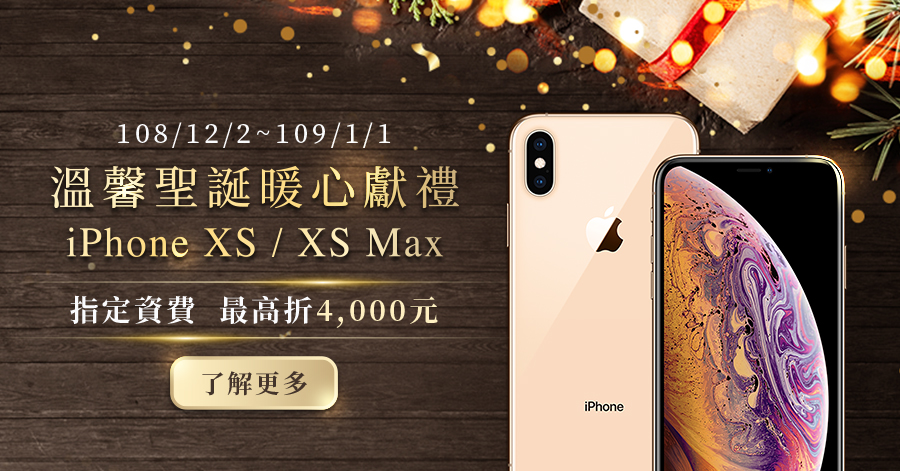 108/12/2~109/1/1
溫馨聖誕暖心獻禮
iPhone XS / XS Max
指定資費 最高折4,000元
了解更多
iPhone